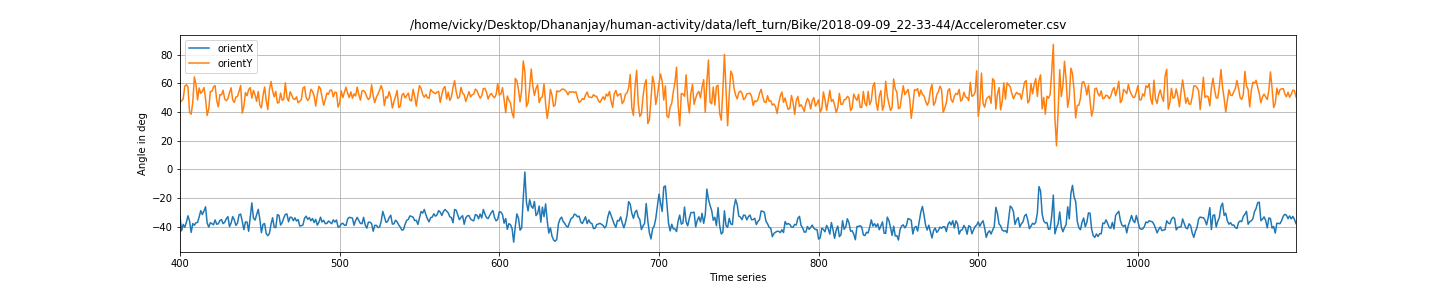 /home/vicky/Desktop/Dhananjay/human-activity/data/left_turn/Bike/2018-09-09_22-33-44/Accelerometer.csv
orientX
orientY
Angle in deg
80
60
40
20
0
−20
−40
400 500 600 700 800 900 1000
Time series